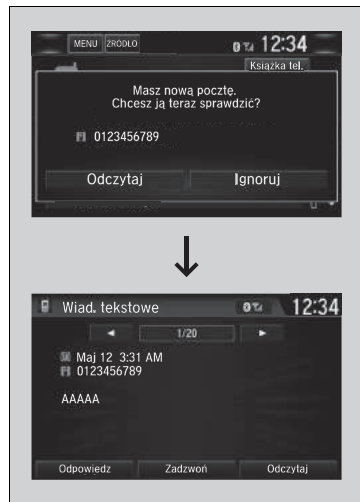 MENU ŹRÓDŁO 12:34
Książka tel.
Masz nową pocztę.
Chcesz ją teraz sprawdzić?
0123456789
Odczytaj Ignoruj
Wiad. tekstowe 12:34
◄ 1/20 ►
Maj 12 3:31 AM
0123456789
AAAAA
Odpowiedz Zadzwoń Odczytaj